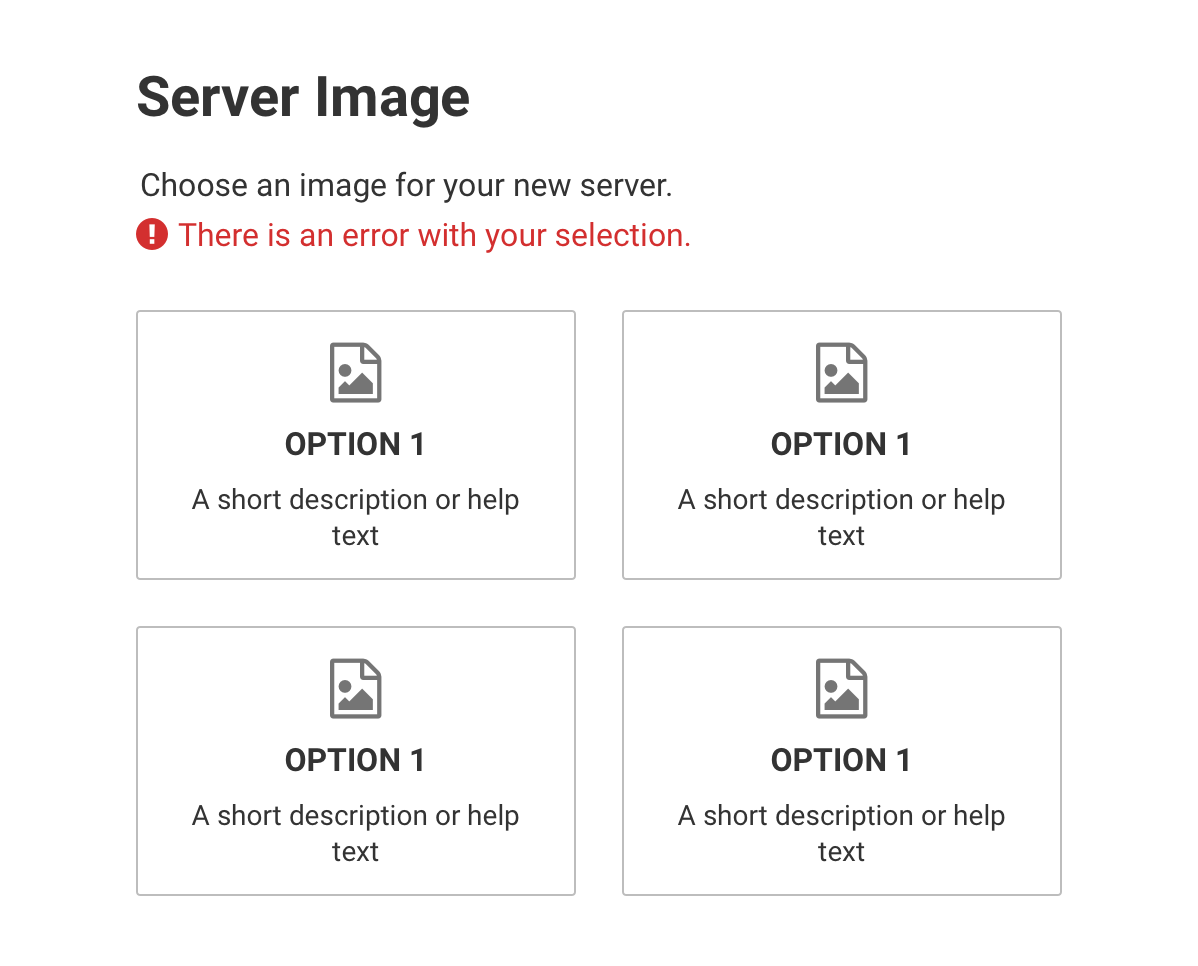 Server Image
Choose an image for your new server.
There is an error with your selection.
OPTION 1
A short description or help
text
OPTION 1
A short description or help
text
OPTION 1
A short description or help
text
OPTION 1
A short description or help
text